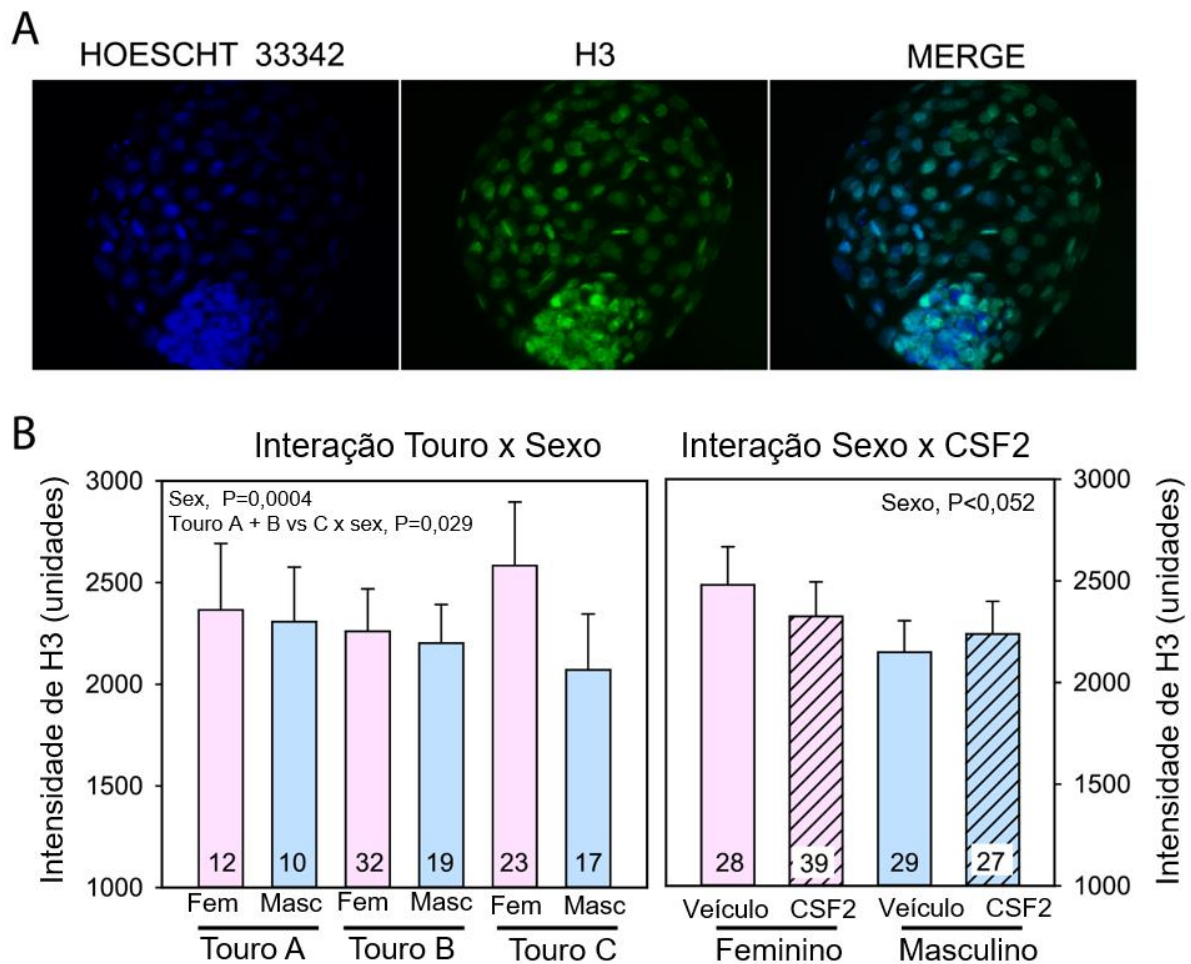 A
HOESCHT 33342
H3
MERGE
B
Interação Touro x Sexo
Intensidade de H3 (unidades)
3000
2500
2000
1500
1000
Sex, P=0,0004
Touro A + B vs C x sex, P=0,029
12
10
32
19
23
17
Fem
Masc
Fem
Masc
Fem
Masc
Touro A
Touro B
Touro C
Interação Sexo x CSF2
Sexo, P<0,052
28
39
29
27
Veículo
CSF2
Veículo
CSF2
Feminino
Masculino
3000
2500
2000
1500
1000
Intensidade de H3 (unidades)